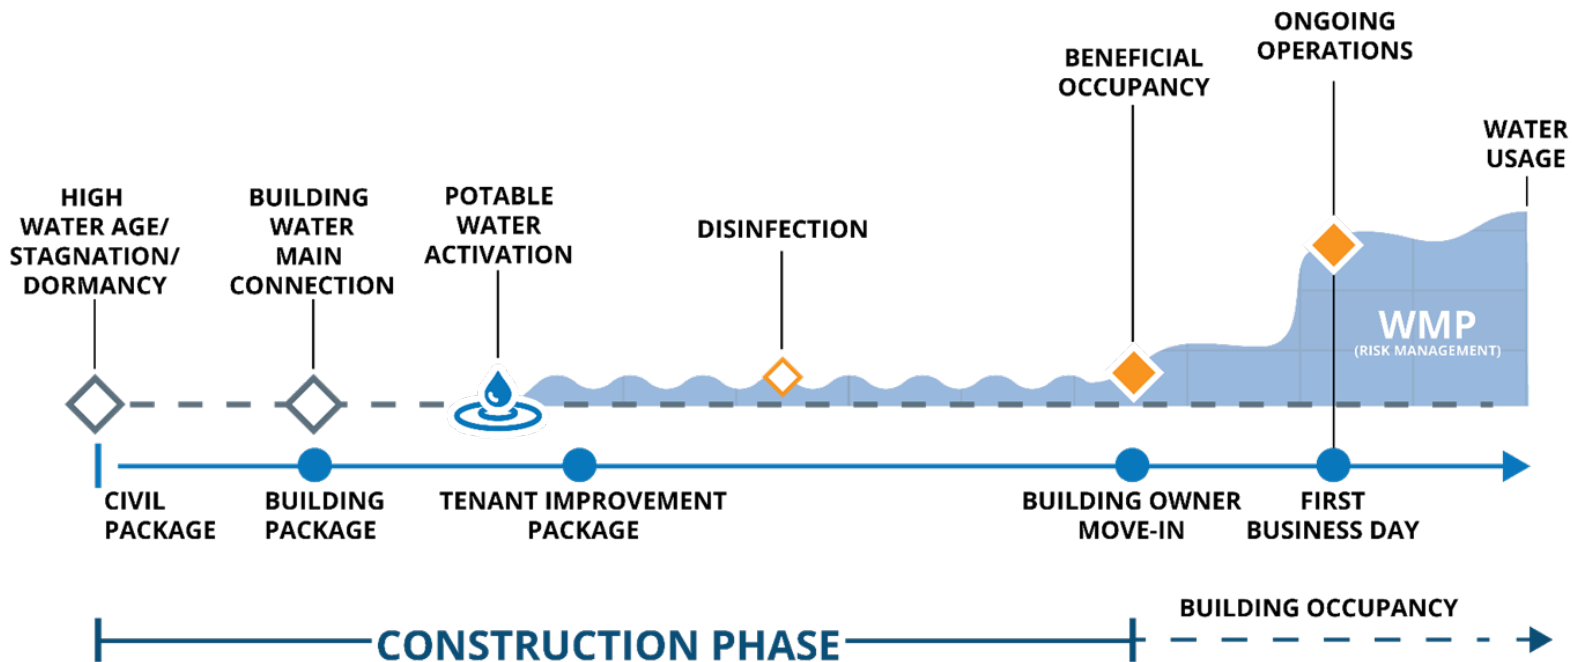 HIGH
WATER AGE/
STAGNATION/
DORMANCY
BUILDING
WATER
MAIN
CONNECTION
POTABLE
WATER
ACTIVATION
DISINFECTION
BENEFICIAL
OCCUPANCY
ONGOING
OPERATIONS
WATER
USAGE
WMP
(RISK MANAGEMENT)
CIVIL
PACKAGE
BUILDING
PACKAGE
TENANT IMPROVEMENT
PACKAGE
BUILDING OWNER
MOVE-IN
FIRST
BUSINESS DAY
CONSTRUCTION PHASE
BUILDING OCCUPANCY